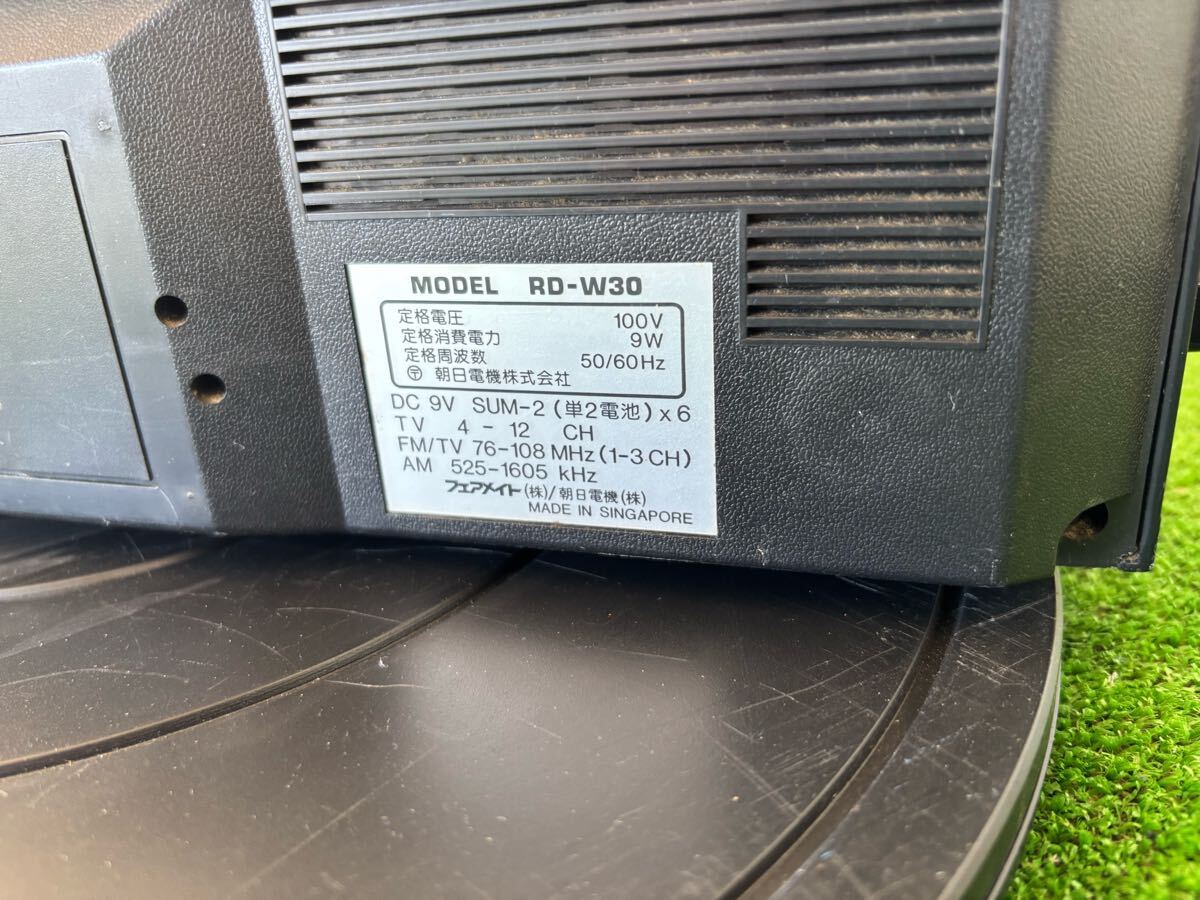 MODEL RD-W30
定格電圧 100V
定格消費電力 9W
定格周波数 50/60Hz
〶 朝日電機株式会社
DC 9V SUM-2 (単2電池) x 6
TV 4 - 12 CH
FM/TV 76-108 MHz (1-3 CH)
AM 525-1605 kHz
フェアメイト (株)/朝日電機(株)
MADE IN SINGAPORE